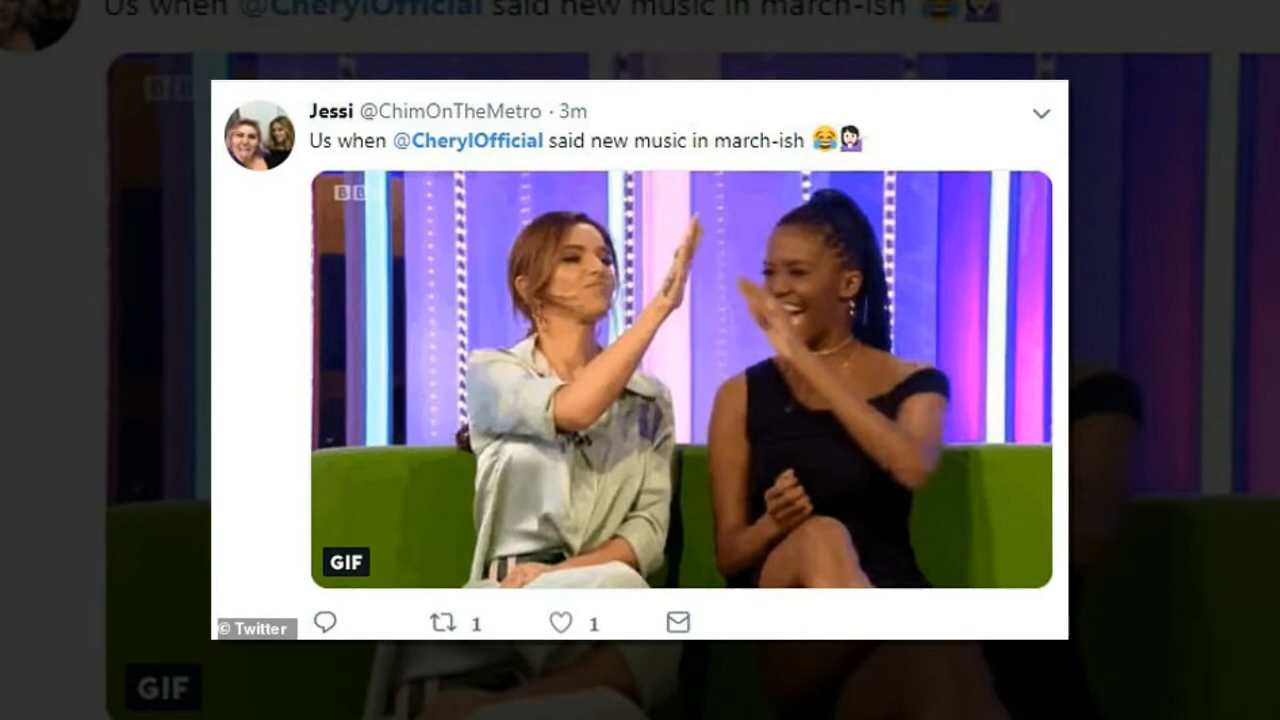 Us when @CherylOfficial said new music in march-ish 😂💁🏻‍♀️
Jessi @ChimOnTheMetro · 3m
Us when @CherylOfficial said new music in march-ish 😂💁🏻‍♀️
BB
GIF
1 1
© Twitter
GIF